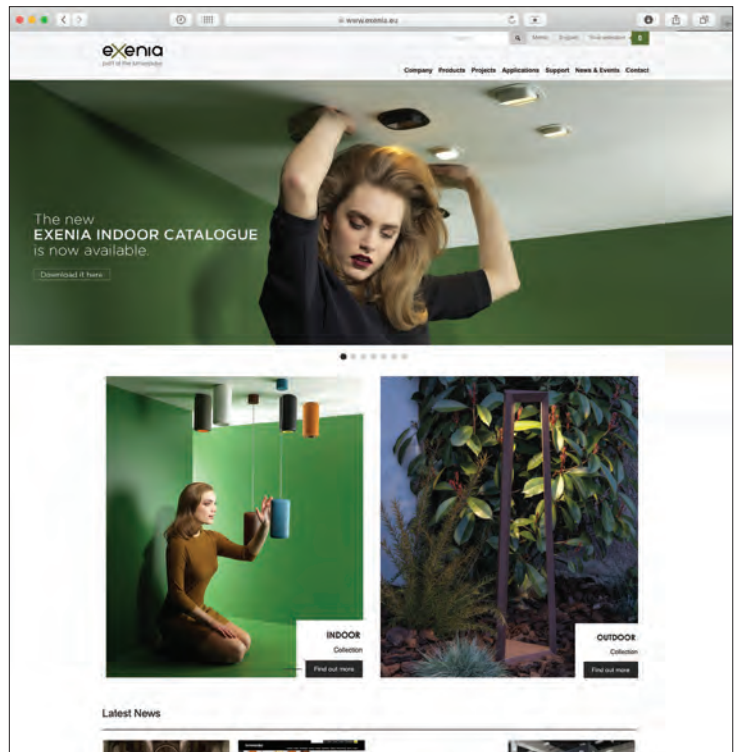 www.exenia.eu
exenia
Company Products Projects Applications Support News & Events Contact
The new
EXENIA INDOOR CATALOGUE
is now available.
Download it here
INDOOR
Collection
Find out more
OUTDOOR
Collection
Find out more
Latest News